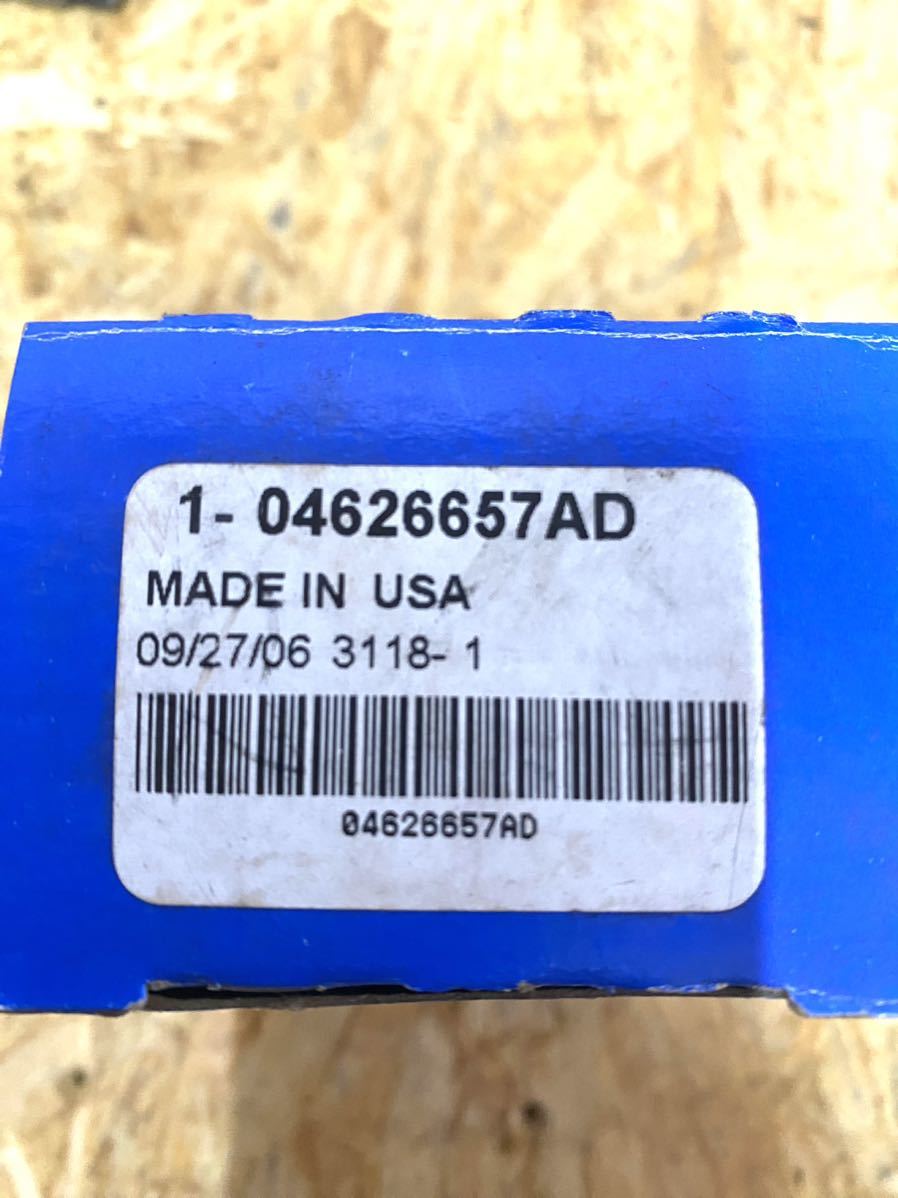 1- 04626657AD
MADE IN USA
09/27/06 3118- 1
04626657AD